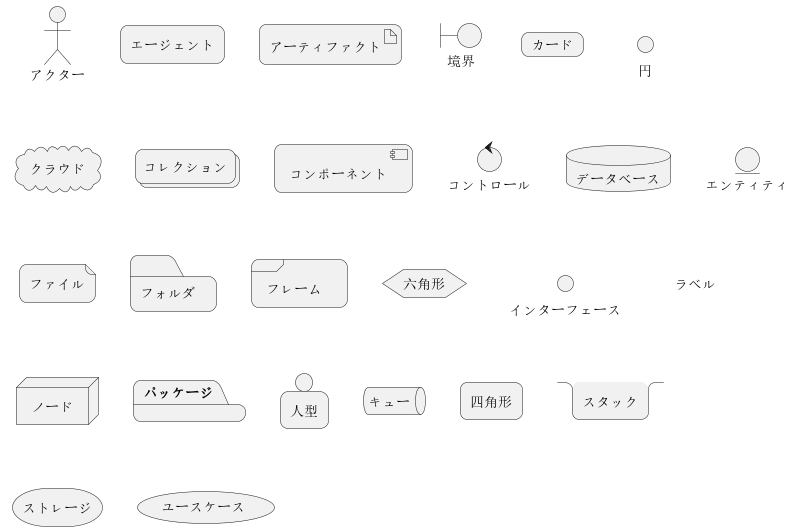 アクター
エージェント
アーティファクト
境界
カード
円
クラウド
コレクション
コンポーネント
コントロール
データベース
エンティティ
ファイル
フォルダ
フレーム
六角形
インターフェース
ラベル
ノード
パッケージ
人型
キュー
四角形
スタック
ストレージ
ユースケース